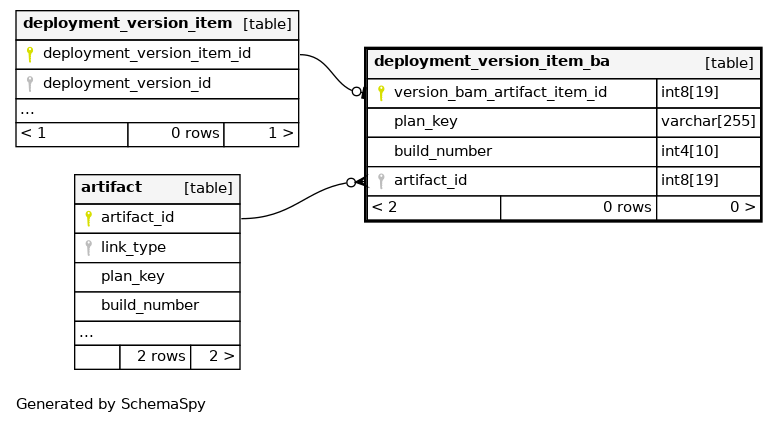 deployment_version_item [table]
deployment_version_item_id
deployment_version_id
...
< 1 0 rows 1 >
deployment_version_item_ba [table]
version_bam_artifact_item_id int8[19]
plan_key varchar[255]
build_number int4[10]
artifact_id int8[19]
< 2 0 rows 0 >
artifact [table]
artifact_id
link_type
plan_key
build_number
...
2 rows 2 >
Generated by SchemaSpy